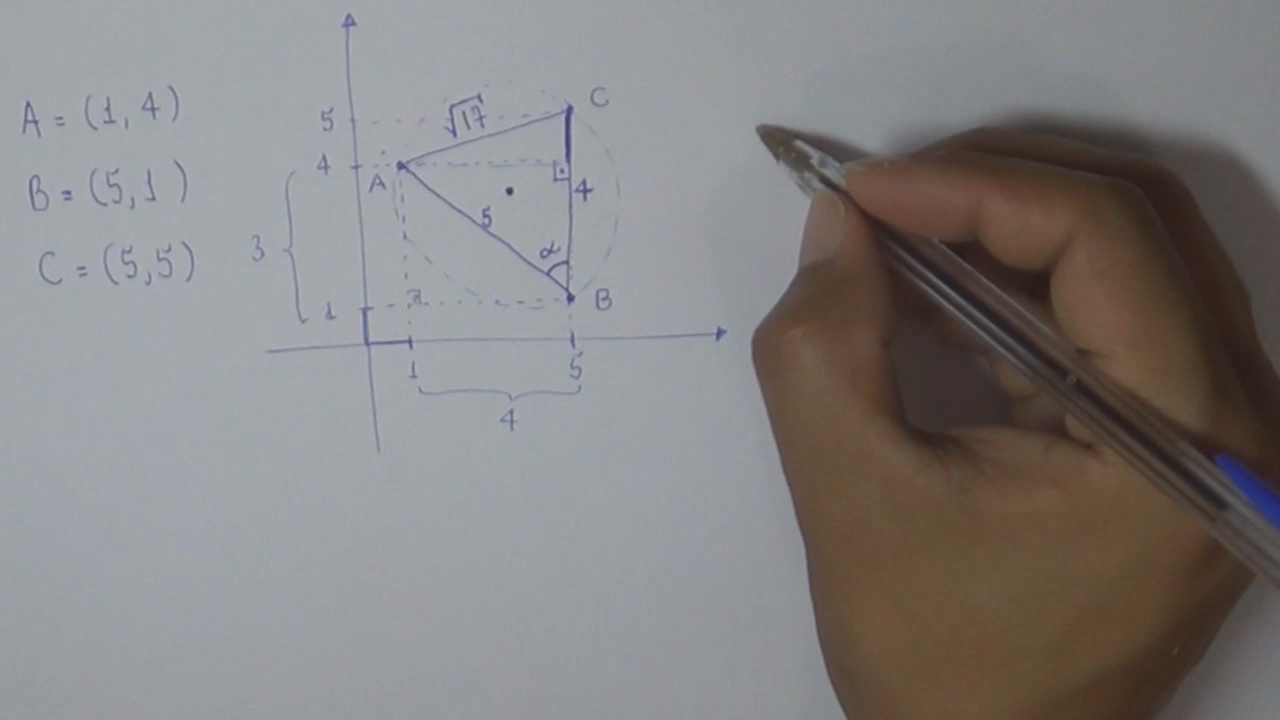 A = (1, 4)
B = (5, 1)
C = (5,5)
C
5
√17
4
A
4
5
3
α
1
B
1
5
4